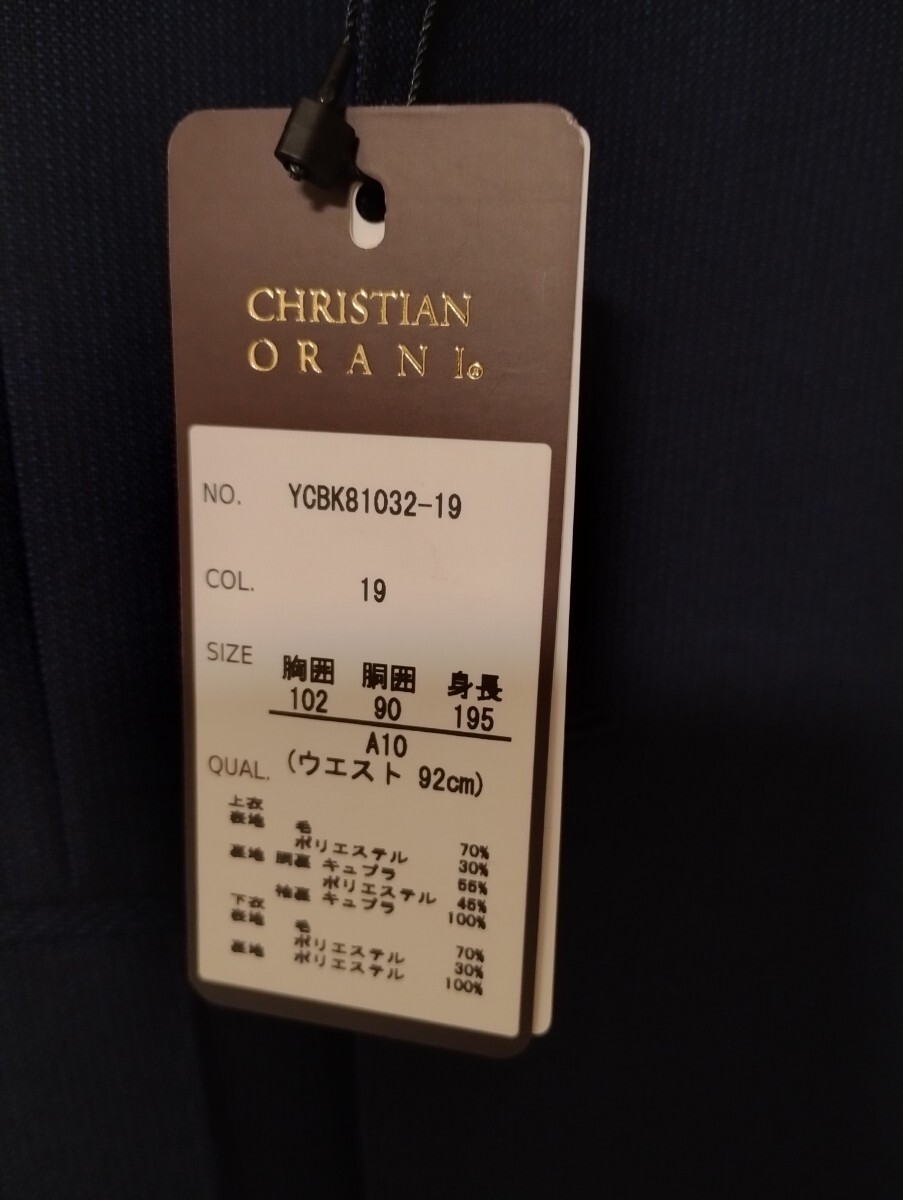 CHRISTIAN
ORANI®
NO. YCBK81032-19
COL. 19
SIZE 胸囲 胴囲 身長
102 90 195
A10
QUAL. (ウエスト 92cm)
上衣
表地 毛 70%
ポリエステル 30%
裏地 胴裏 キュプラ 55%
ポリエステル 45%
袖裏 キュプラ 100%
下衣
表地 毛 70%
ポリエステル 30%
裏地 ポリエステル 100%